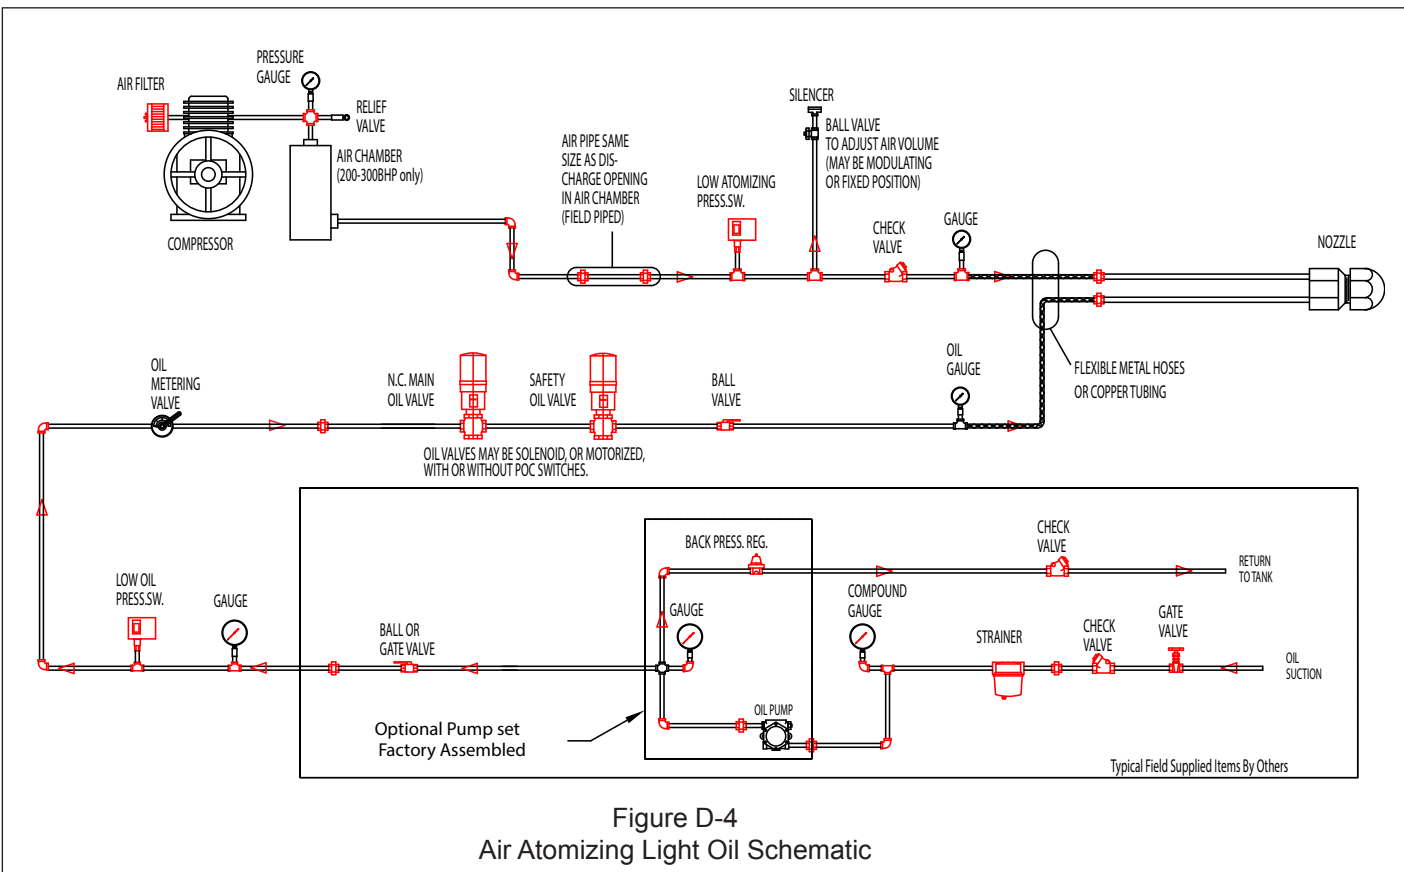 PRESSURE
GAUGE
AIR FILTER
RELIEF
VALVE
AIR CHAMBER
(200-300BHP only)
COMPRESSOR
AIR PIPE SAME
SIZE AS DIS-
CHARGE OPENING
IN AIR CHAMBER
(FIELD PIPED)
LOW ATOMIZING
PRESS.SW.
SILENCER
BALL VALVE
TO ADJUST AIR VOLUME
(MAY BE MODULATING
OR FIXED POSITION)
CHECK
VALVE
GAUGE
NOZZLE
OIL
METERING
VALVE
N.C. MAIN
OIL VALVE
SAFETY
OIL VALVE
BALL
VALVE
OIL
GAUGE
FLEXIBLE METAL HOSES
OR COPPER TUBING
OIL VALVES MAY BE SOLENOID, OR MOTORIZED,
WITH OR WITHOUT POC SWITCHES.
BACK PRESS. REG.
CHECK
VALVE
RETURN
TO TANK
LOW OIL
PRESS.SW.
GAUGE
BALL OR
GATE VALVE
GAUGE
COMPOUND
GAUGE
STRAINER
CHECK
VALVE
GATE
VALVE
OIL
SUCTION
OIL PUMP
Optional Pump set
Factory Assembled
Typical Field Supplied Items By Others
Figure D-4
Air Atomizing Light Oil Schematic